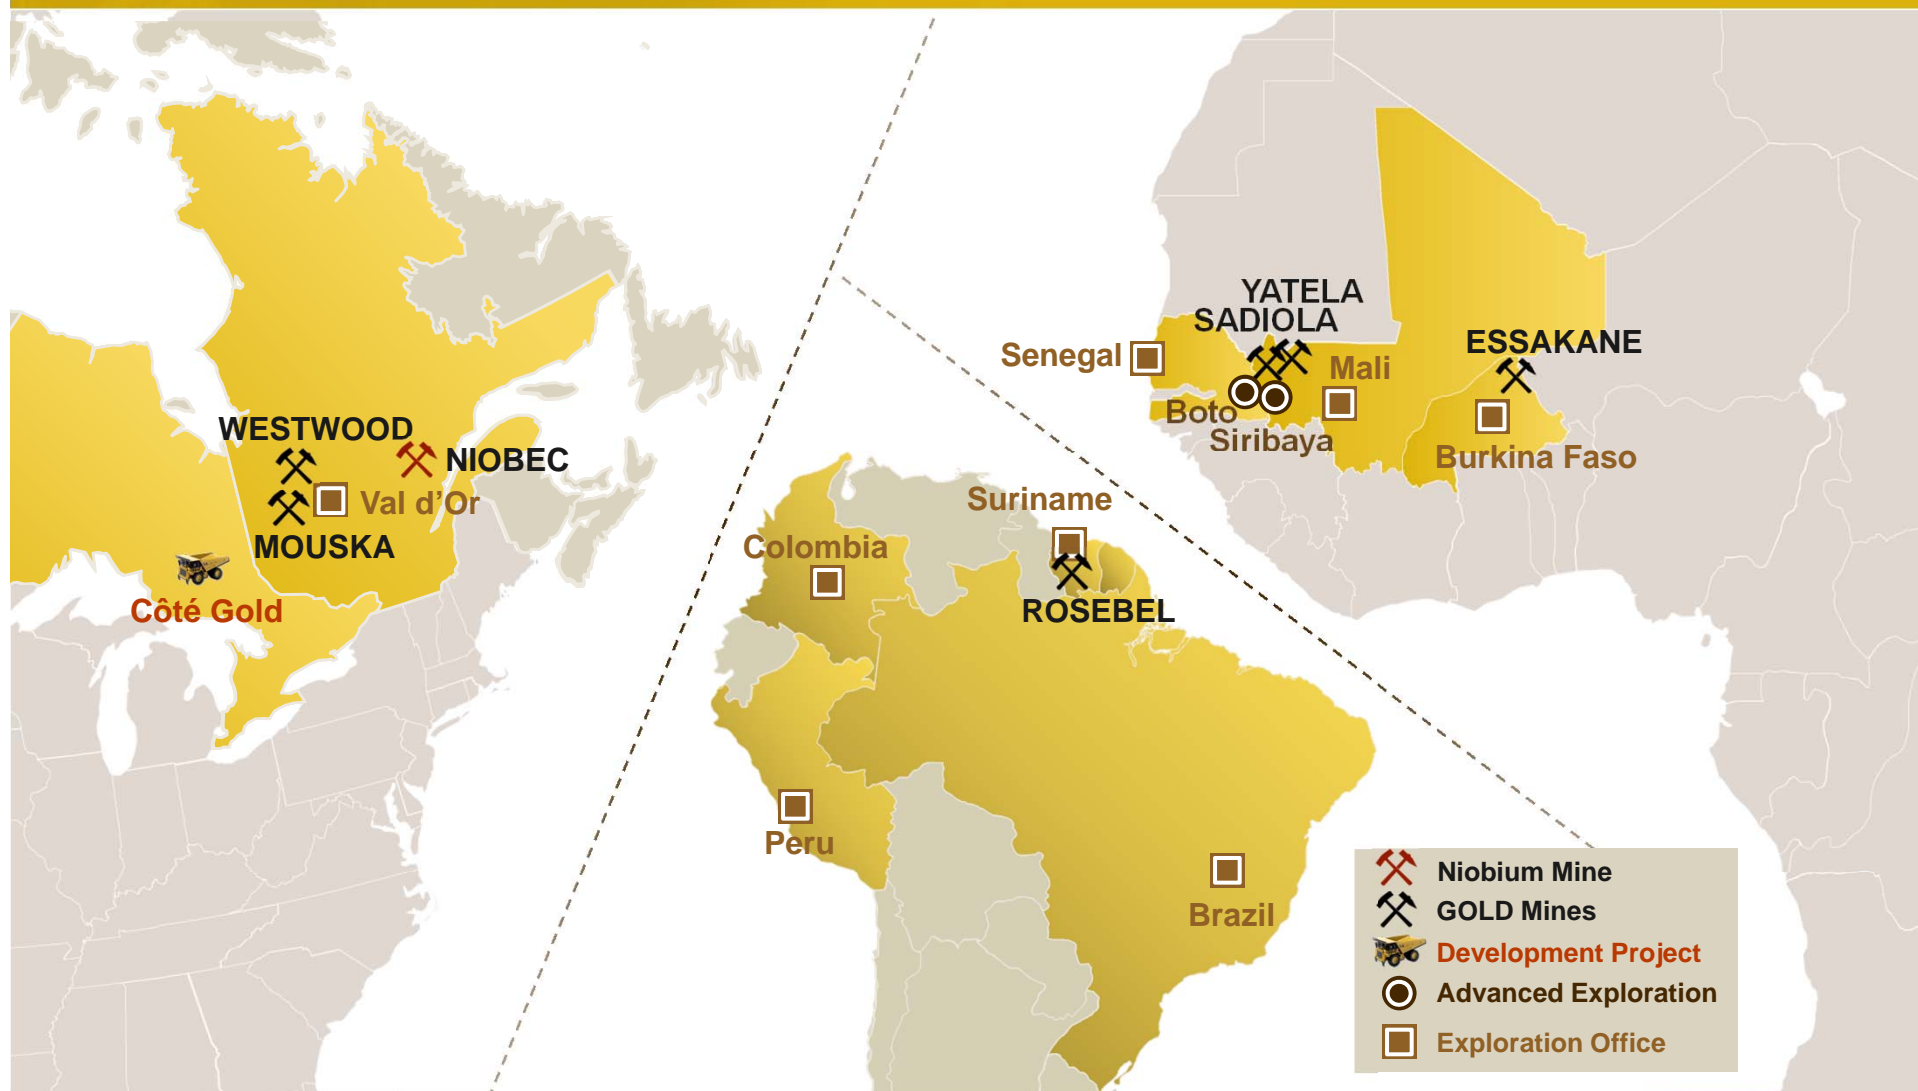 WESTWOOD
NIOBEC
Val d'Or
MOUSKA
Côté Gold
YATELA
SADIOLA
Senegal
Mali
ESSAKANE
Boto
Siribaya
Burkina Faso
Suriname
Colombia
ROSEBEL
Peru
Brazil
Niobium Mine
GOLD Mines
Development Project
Advanced Exploration
Exploration Office